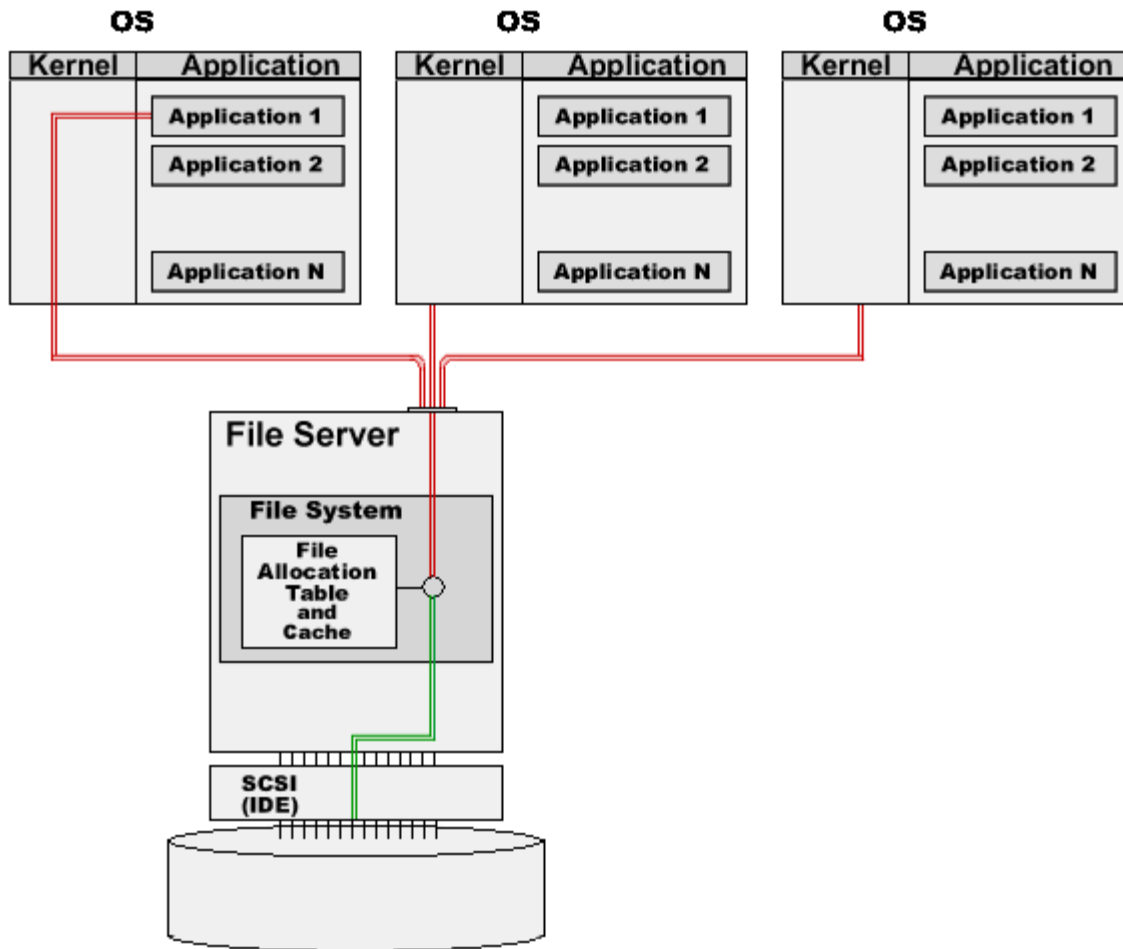 OS OS OS
Kernel Application Kernel Application Kernel Application
Application 1 Application 1 Application 1
Application 2 Application 2 Application 2
Application N Application N Application N
File Server
File System
File
Allocation
Table
and
Cache
SCSI
(IDE)